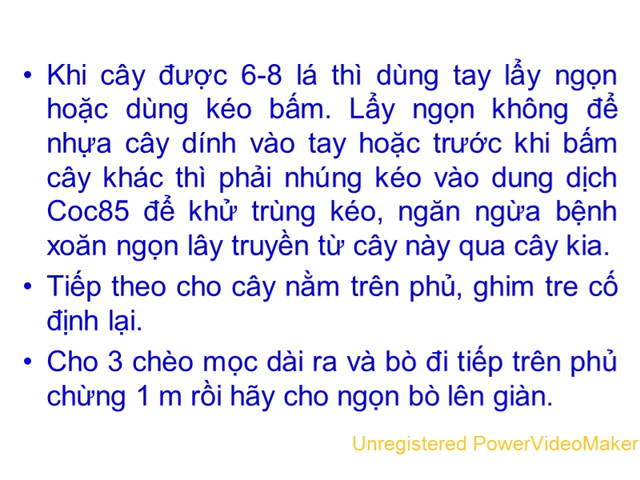 • Khi cây được 6-8 lá thì dùng tay lẩy ngọn
hoặc dùng kéo bấm. Lẩy ngọn không để
nhựa cây dính vào tay hoặc trước khi bấm
cây khác thì phải nhúng kéo vào dung dịch
Coc85 để khử trùng kéo, ngăn ngừa bệnh
xoăn ngọn lây truyền từ cây này qua cây kia.
• Tiếp theo cho cây nằm trên phủ, ghim tre cố
định lại.
• Cho 3 chèo mọc dài ra và bò đi tiếp trên phủ
chừng 1 m rồi hãy cho ngọn bò lên giàn.
Unregistered PowerVideoMaker